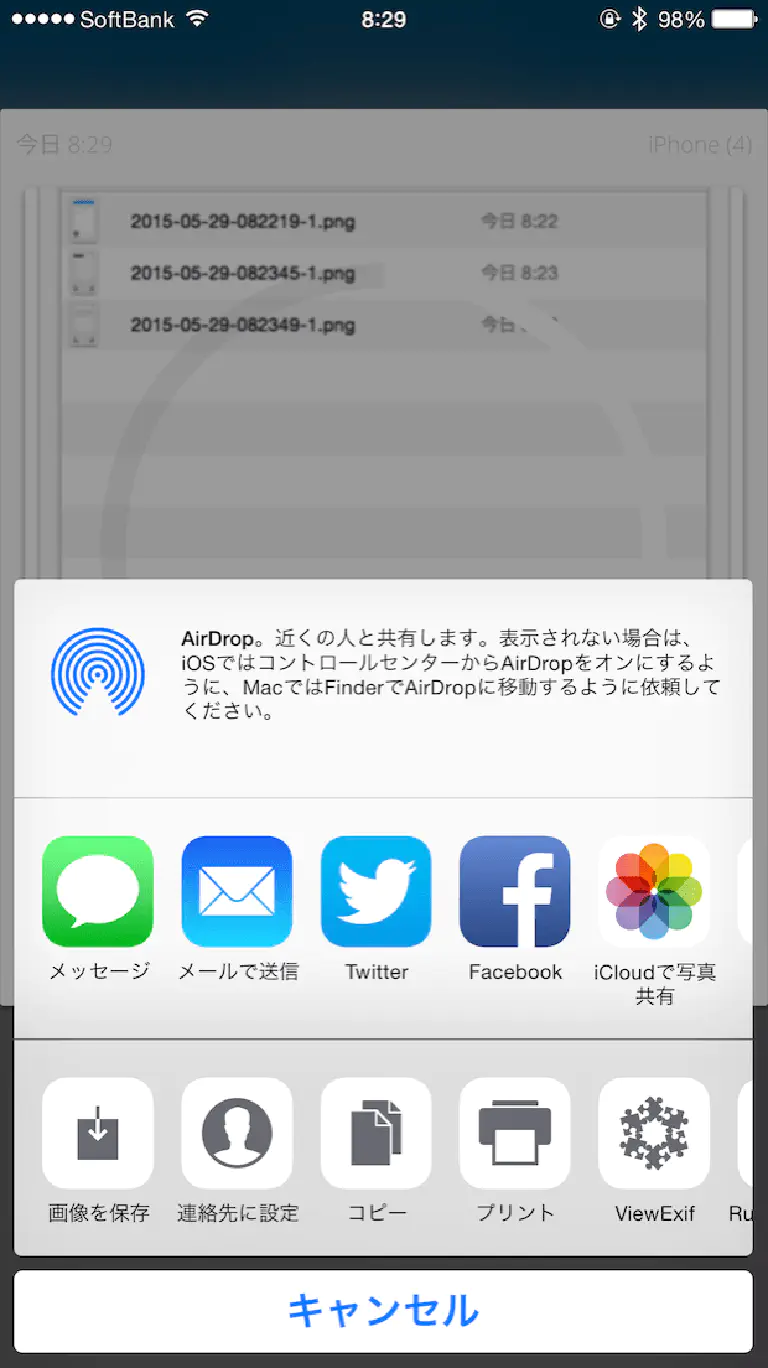 SoftBank 8:29 98%
今日 8:29 iPhone (4)
2015-05-29-082219-1.png 今日 8:22
2015-05-29-082345-1.png 今日 8:23
2015-05-29-082349-1.png 今日
AirDrop。近くの人と共有します。表示されない場合は、
iOSではコントロールセンターからAirDropをオンにするよ
うに、MacではFinderでAirDropに移動するように依頼して
ください。
メッセージ メールで送信 Twitter Facebook iCloudで写真
共有
画像を保存 連絡先に設定 コピー プリント ViewExif Ru
キャンセル